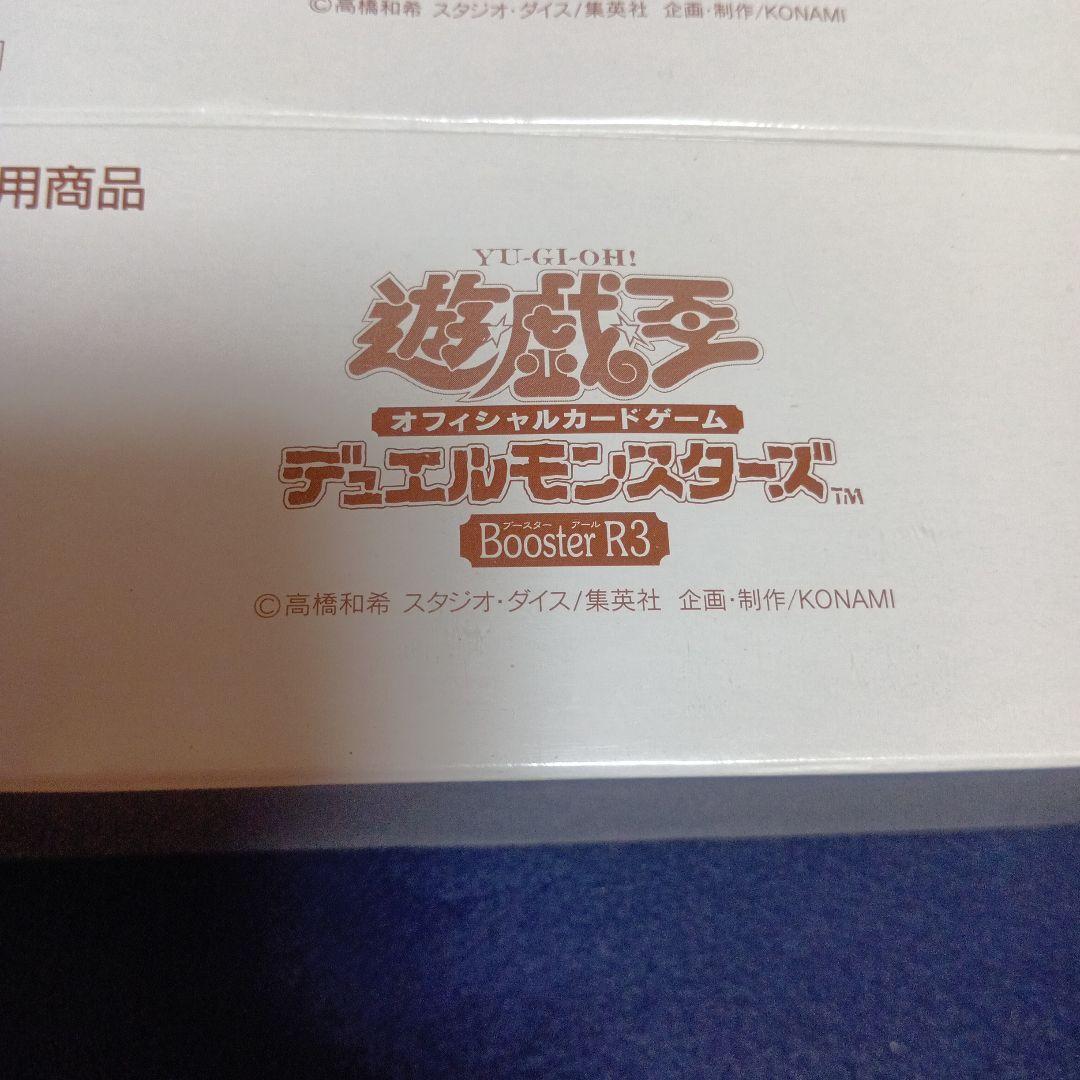 ©高橋和希 スタジオ・ダイス/集英社 企画・制作/KONAMI
用商品
YU-GI-OH!
遊☆戯☆王
オフィシャルカードゲーム
デュエルモンスターズ™
ブースター アール
Booster R3
©高橋和希 スタジオ・ダイス/集英社 企画・制作/KONAMI